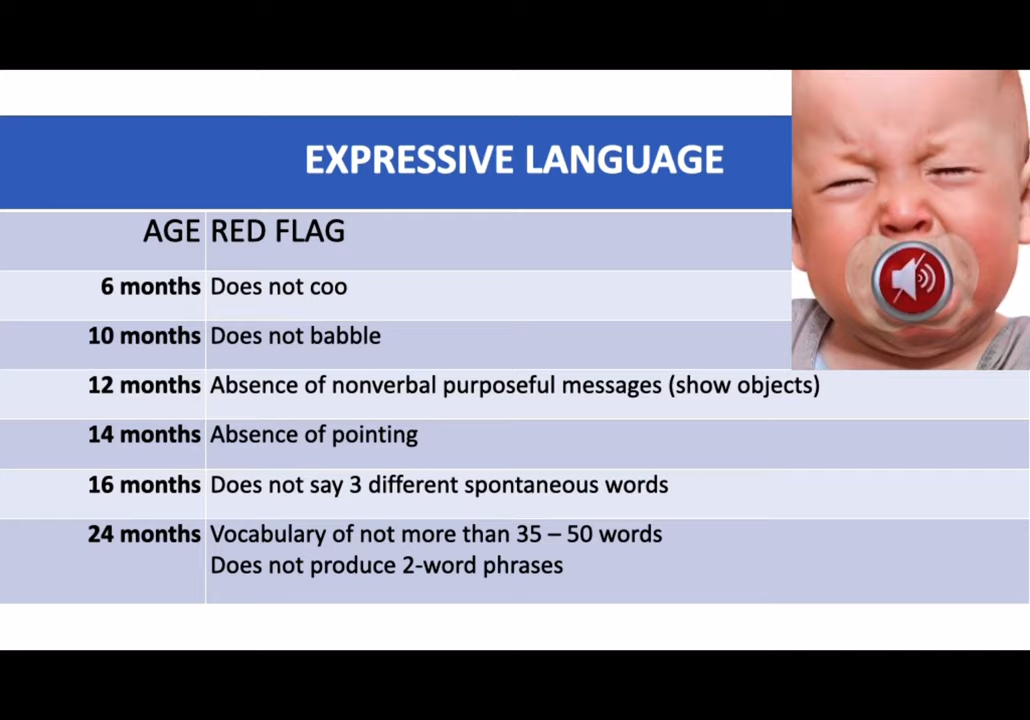 EXPRESSIVE LANGUAGE
AGE RED FLAG
6 months Does not coo
10 months Does not babble
12 months Absence of nonverbal purposeful messages (show objects)
14 months Absence of pointing
16 months Does not say 3 different spontaneous words
24 months Vocabulary of not more than 35 – 50 words
Does not produce 2-word phrases